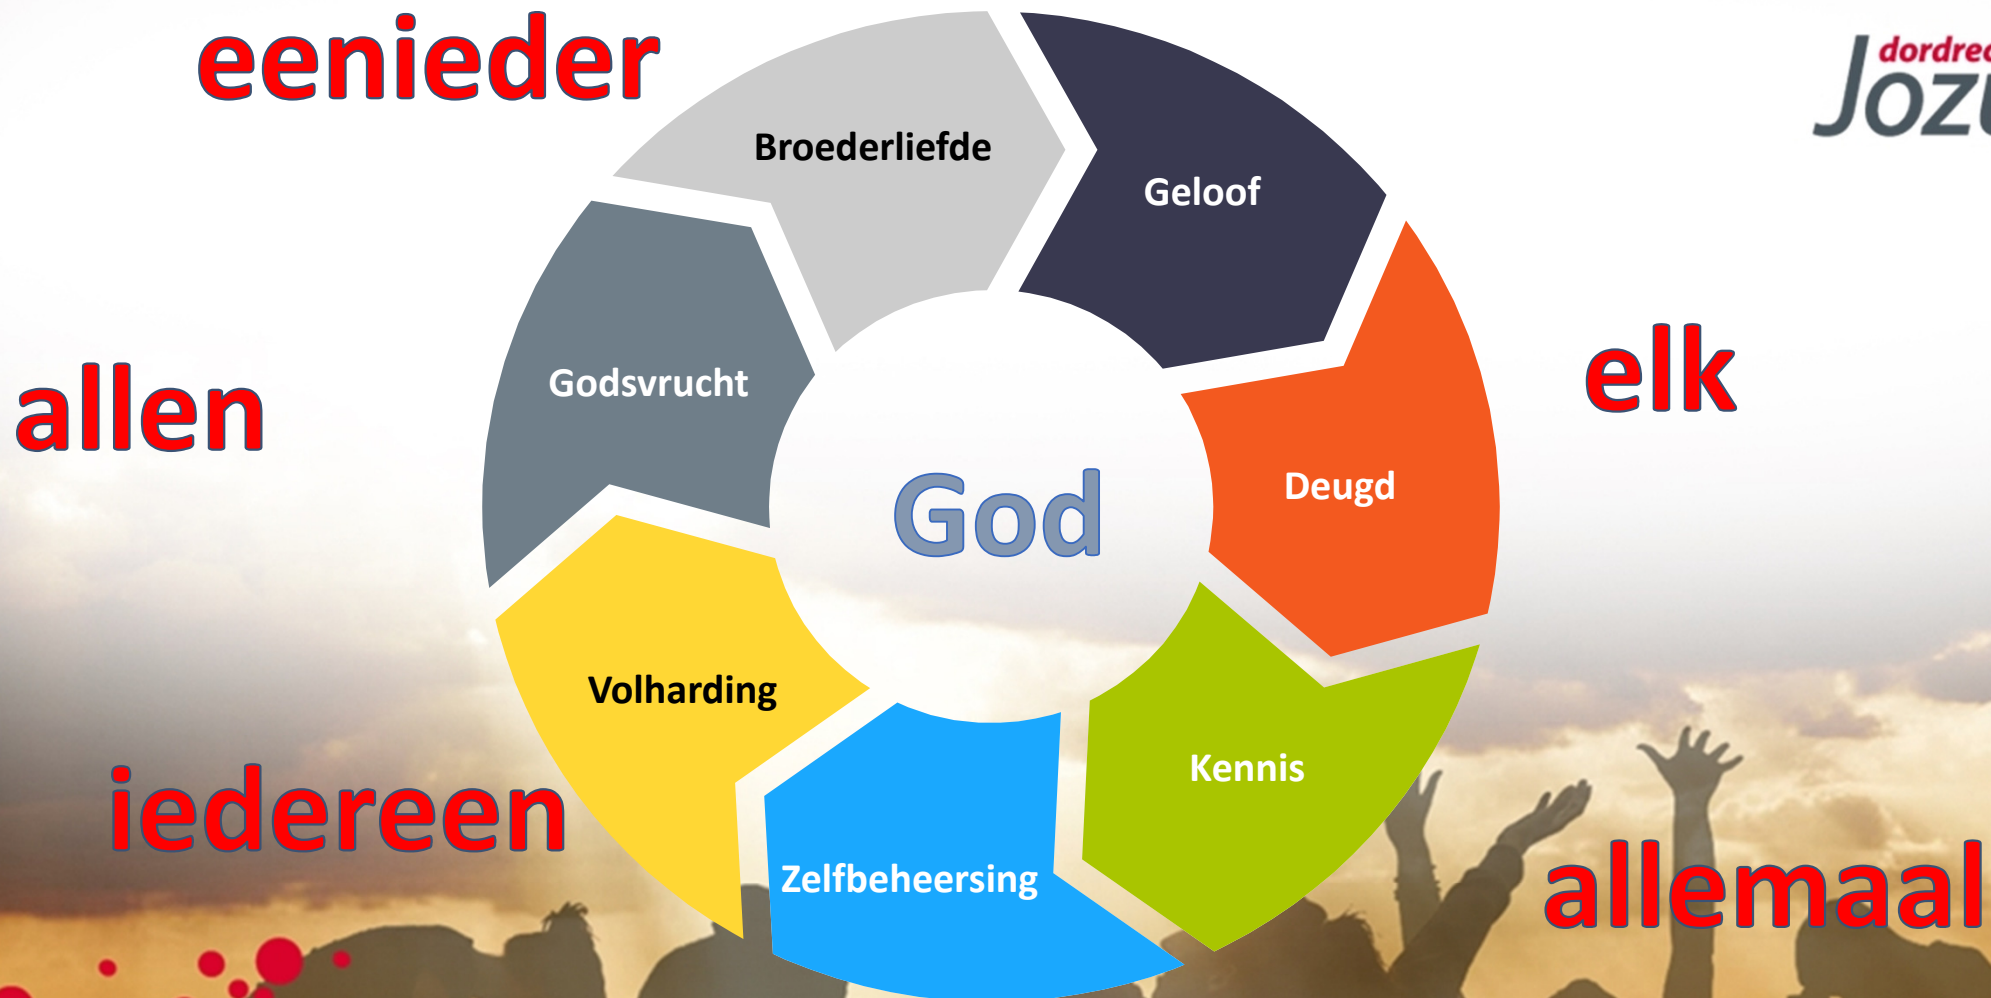 eenieder
Broederliefde
Geloof
Godsvrucht
allen
elk
God
Deugd
Volharding
Kennis
iedereen
Zelfbeheersing
allemaal